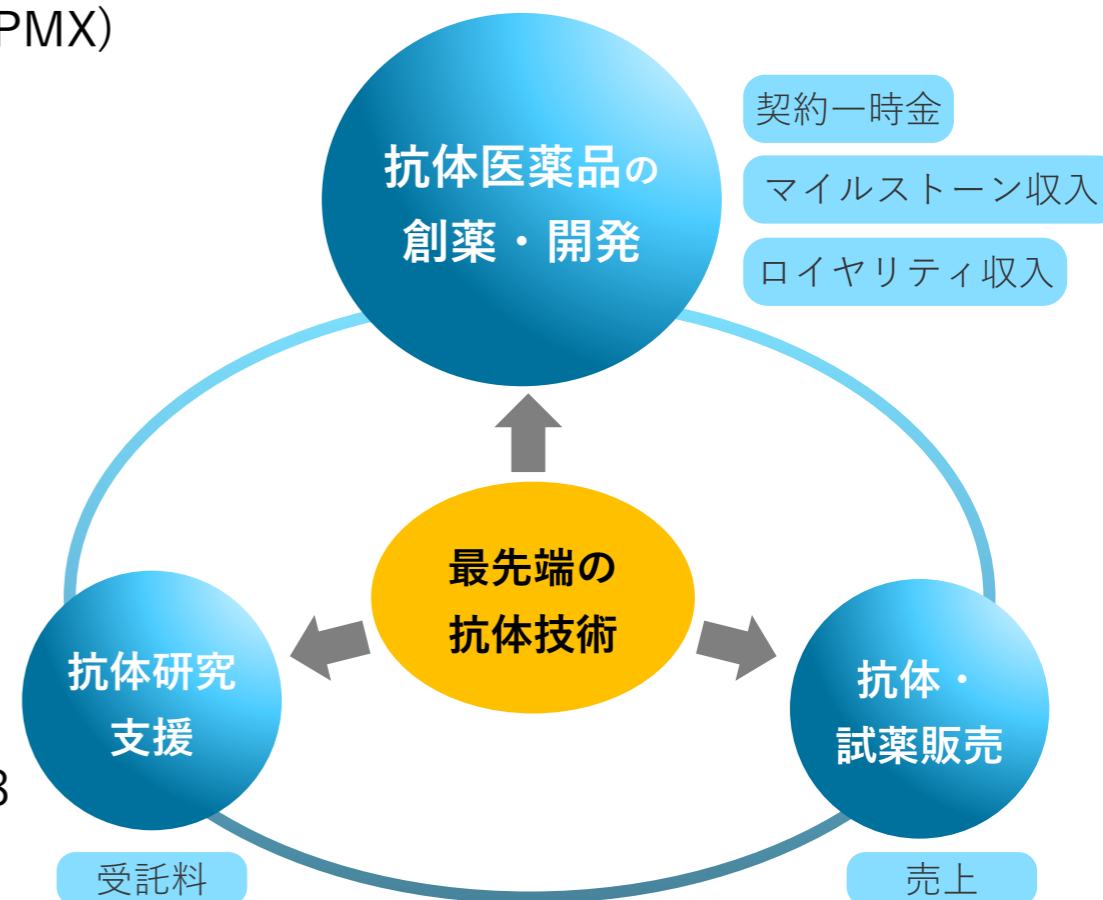 PMX)
抗体医薬品の
創薬・開発
契約一時金
マイルストーン収入
ロイヤリティ収入
最先端の
抗体技術
抗体研究
支援
抗体・
試薬販売
3
受託料
売上